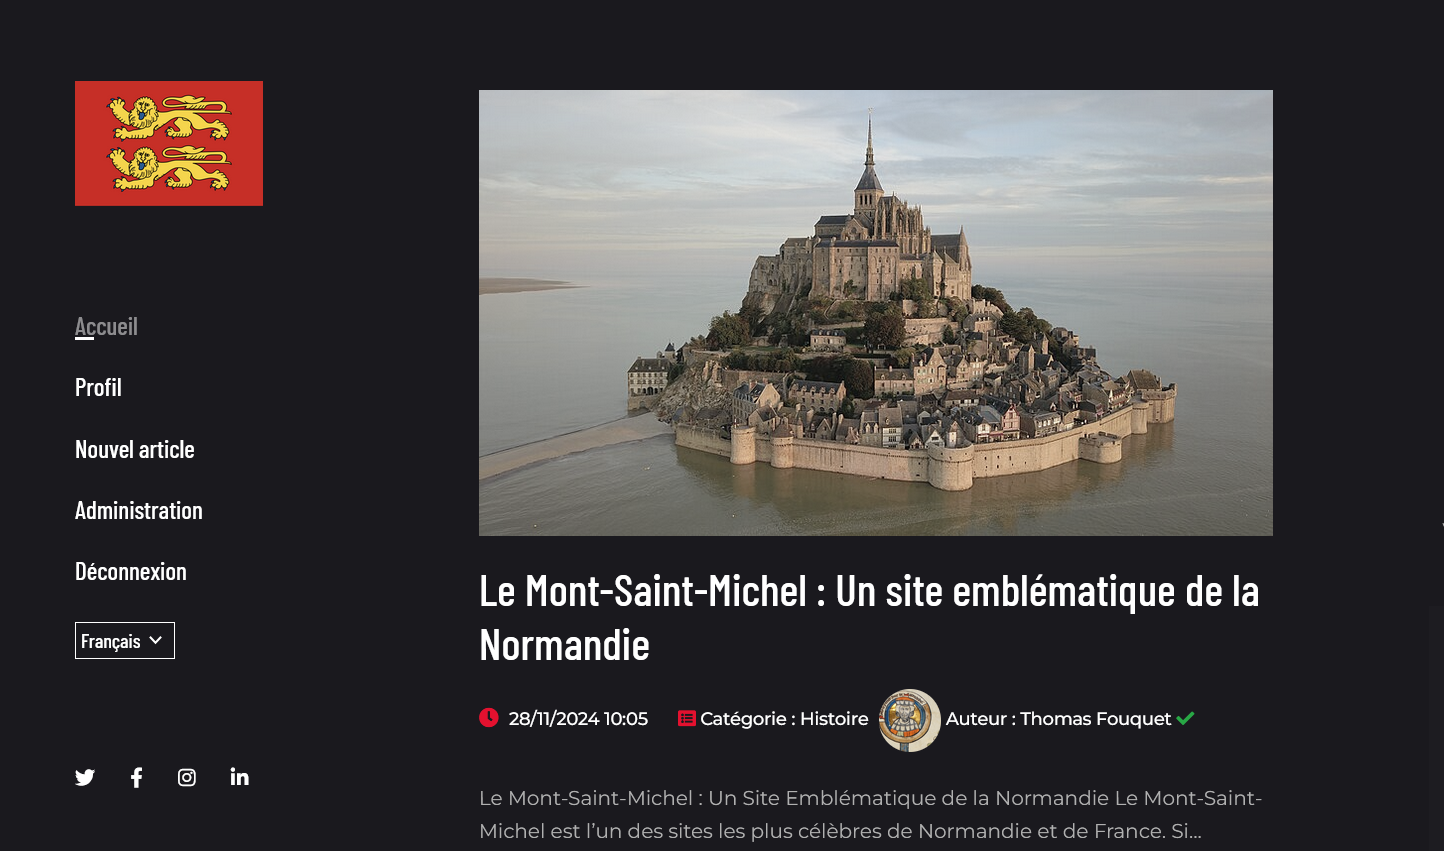 Accueil
Profil
Nouvel article
Administration
Déconnexion
Français
Le Mont-Saint-Michel : Un site emblématique de la
Normandie
28/11/2024 10:05 Catégorie : Histoire Auteur : Thomas Fouquet
Le Mont-Saint-Michel : Un Site Emblématique de la Normandie Le Mont-Saint-
Michel est l’un des sites les plus célèbres de Normandie et de France. Si...